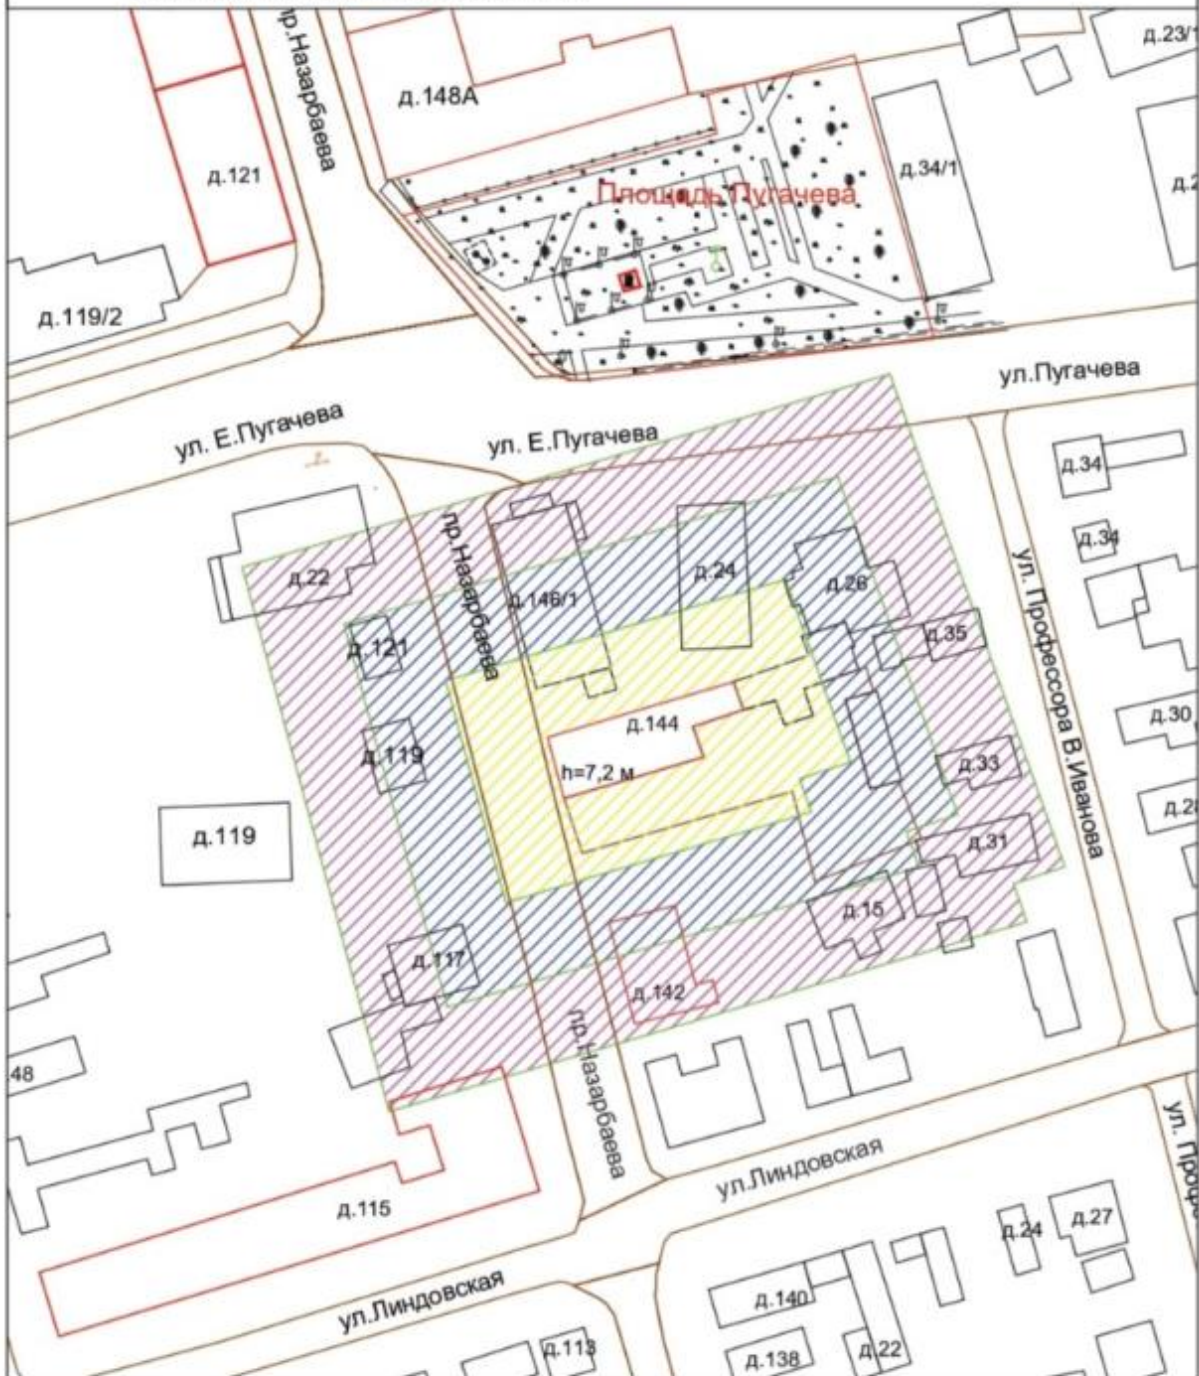 пр.Назарбаева
д.23/1
д.148А
д.121
д.34/1
Площадь Пугачева
д.119/2
ул.Пугачева
ул. Е.Пугачева
ул. Е.Пугачева
д.34
пр.Назарбаева
д.34
д.22
д.24
д.26
д.146/1
ул. Профессора В.Иванова
д.121
д.35
д.144
д.30
д.119
h=7,2 м
д.33
д.119
д.31
д.15
д.117
д.142
пр.Назарбаева
48
ул.Линдовская
д.115
д.27
д.24
ул.Линдовская
д.140
д.113
д.138
д.22